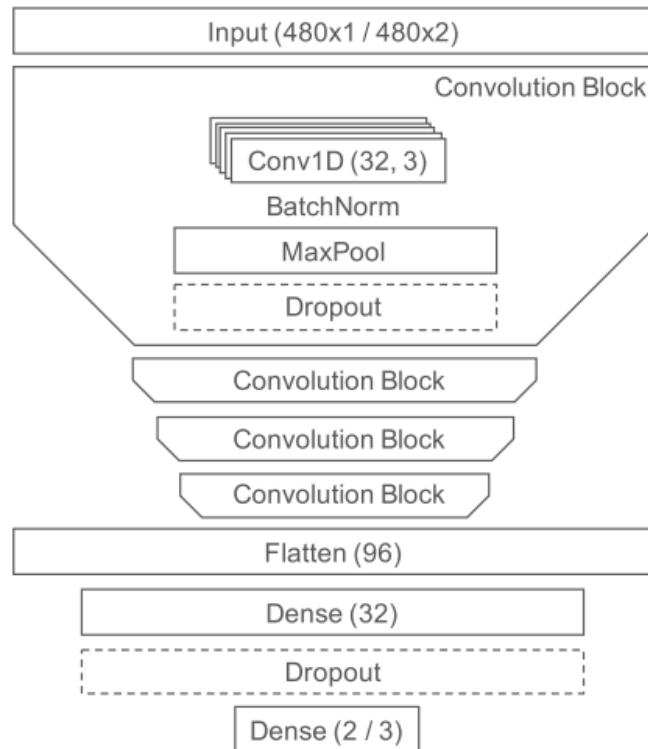 Input (480x1 / 480x2)
Convolution Block
Conv1D (32, 3)
BatchNorm
MaxPool
Dropout
Convolution Block
Convolution Block
Convolution Block
Flatten (96)
Dense (32)
Dropout
Dense (2 / 3)